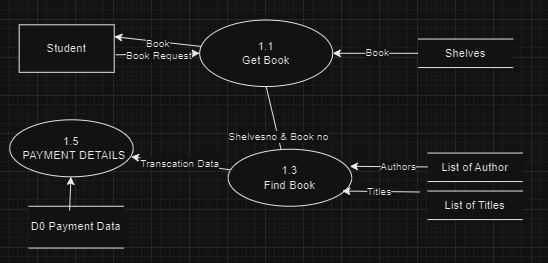 Student
Book
Book Request
1.1
Get Book
Book
Shelves
Shelvesno & Book no
1.5
PAYMENT DETAILS
Transcation Data
1.3
Find Book
Authors
List of Author
Titles
List of Titles
D0 Payment Data